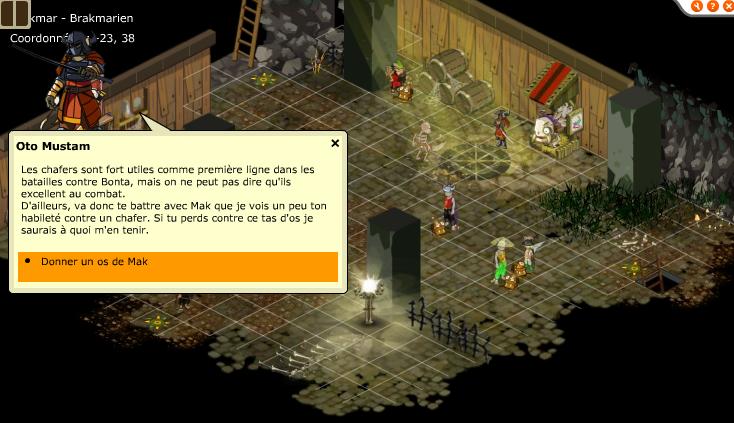 kmar - Brakmarien
Coordonn -23, 38
Oto Mustam
Les chafers sont fort utiles comme première ligne dans les
batailles contre Bonta, mais on ne peut pas dire qu'ils
excellent au combat.
D'ailleurs, va donc te battre avec Mak que je vois un peu ton
habileté contre un chafer. Si tu perds contre ce tas d'os je
saurais à quoi m'en tenir.
Donner un os de Mak